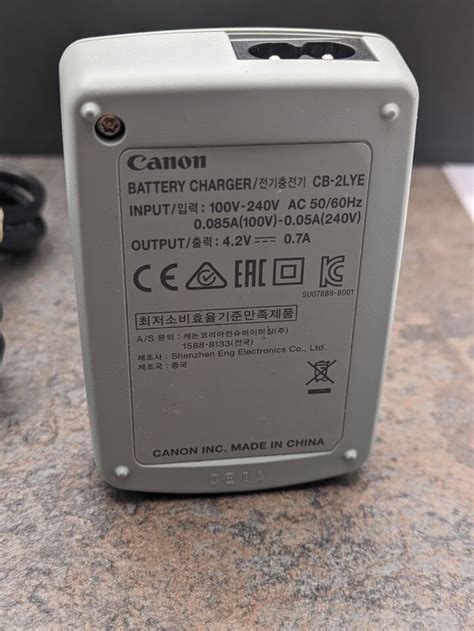 Canon
BATTERY CHARGER/전기충전기 CB-2LYE
INPUT/입력 : 100V-240V AC 50/60Hz
0.085A(100V)-0.05A(240V)
OUTPUT/출력 : 4.2V⎓ 0.7A
CE EAC
SU07889-8001
최저소비효율기준만족제품
A/S 문의 : 캐논코리아컨슈머이미징(주)
1588-8133(전국)
제조사 : Shenzhen Eng Electronics Co., Ltd.
제조국 : 중국
CANON INC. MADE IN CHINA